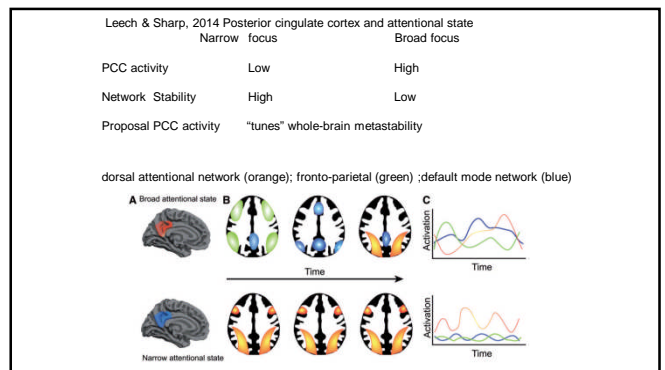 Leech & Sharp, 2014 Posterior cingulate cortex and attentional state
Narrow focus Broad focus
PCC activity Low High
Network Stability High Low
Proposal PCC activity “tunes” whole-brain metastability
dorsal attentional network (orange); fronto-parietal (green) ;default mode network (blue)
A Broad attentional state B C
Activation
Time
Time
Activation
Time
Narrow attentional state